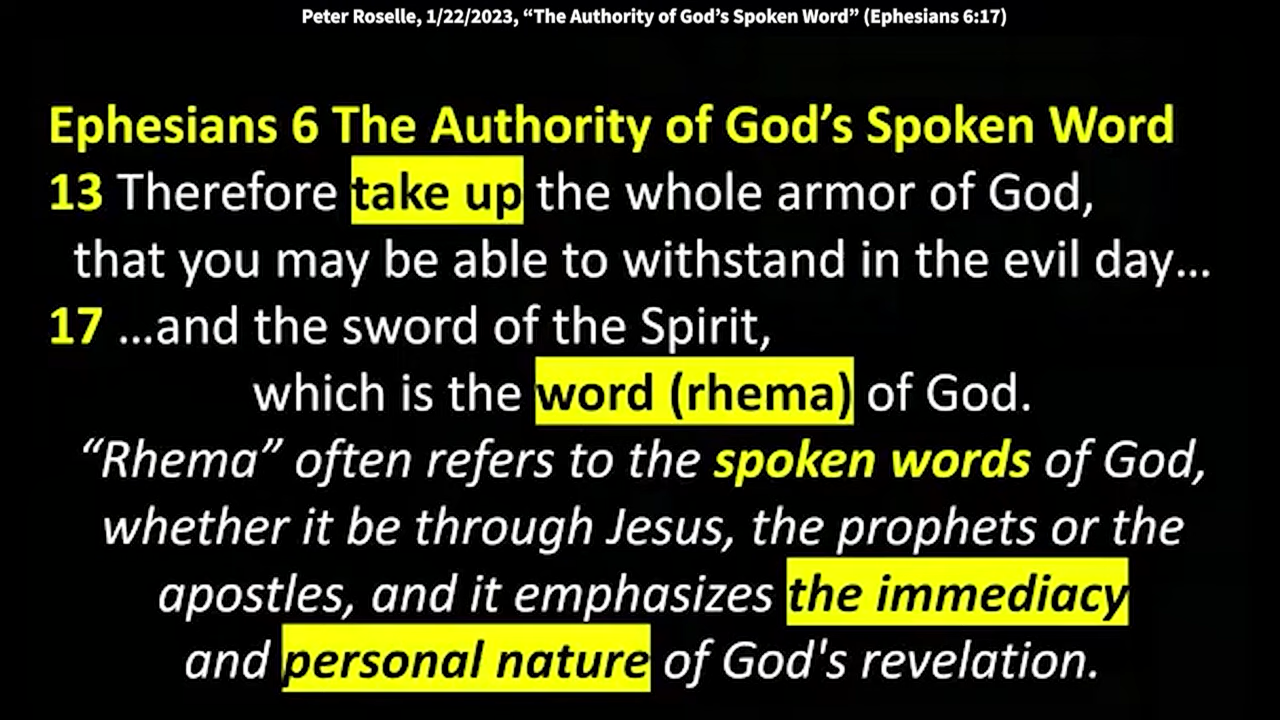 Peter Roselle, 1/22/2023, “The Authority of God’s Spoken Word” (Ephesians 6:17)
Ephesians 6 The Authority of God’s Spoken Word
13 Therefore take up the whole armor of God,
that you may be able to withstand in the evil day…
17 …and the sword of the Spirit,
which is the word (rhema) of God.
“Rhema” often refers to the spoken words of God,
whether it be through Jesus, the prophets or the
apostles, and it emphasizes the immediacy
and personal nature of God's revelation.